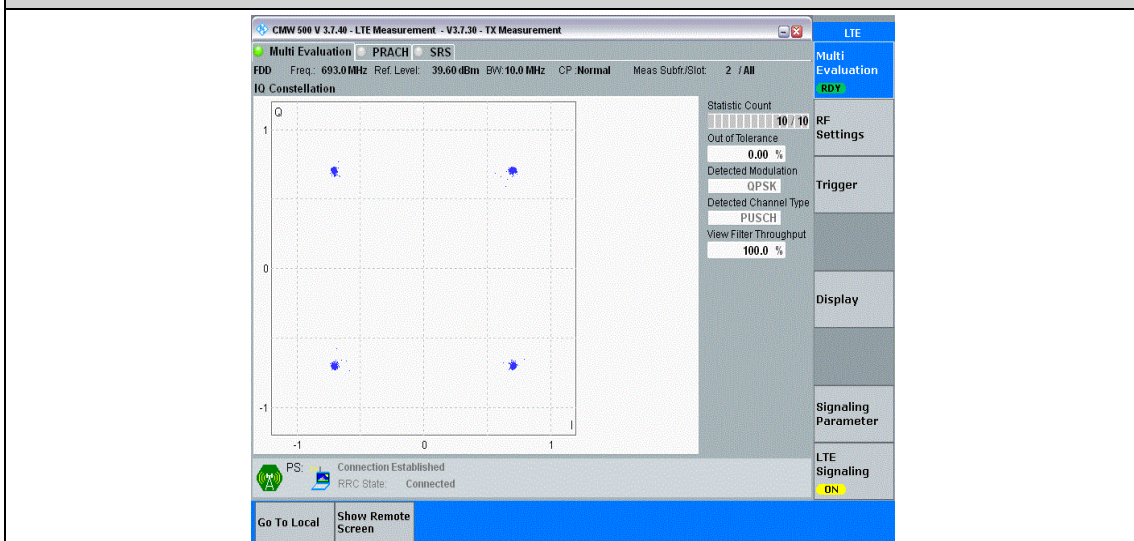 CMW 500 V 3.7.40 - LTE Measurement - V3.7.30 - TX Measurement
LTE
Multi Evaluation PRACH SRS
FDD Freq.: 693.0 MHz Ref. Level: 39.60 dBm BW: 10.0 MHz CP :Normal Meas Subfr./Slot: 2 / All
IQ Constellation
Q
1
0
-1
-1 0 1
I
Statistic Count
10 / 10
Out of Tolerance
0.00 %
Detected Modulation
QPSK
Detected Channel Type
PUSCH
View Filter Throughput
100.0 %
Multi
Evaluation
RDY
RF
Settings
Trigger
Display
Signaling
Parameter
LTE
Signaling
ON
PS: Connection Established
RRC State: Connected
Go To Local
Show Remote
Screen